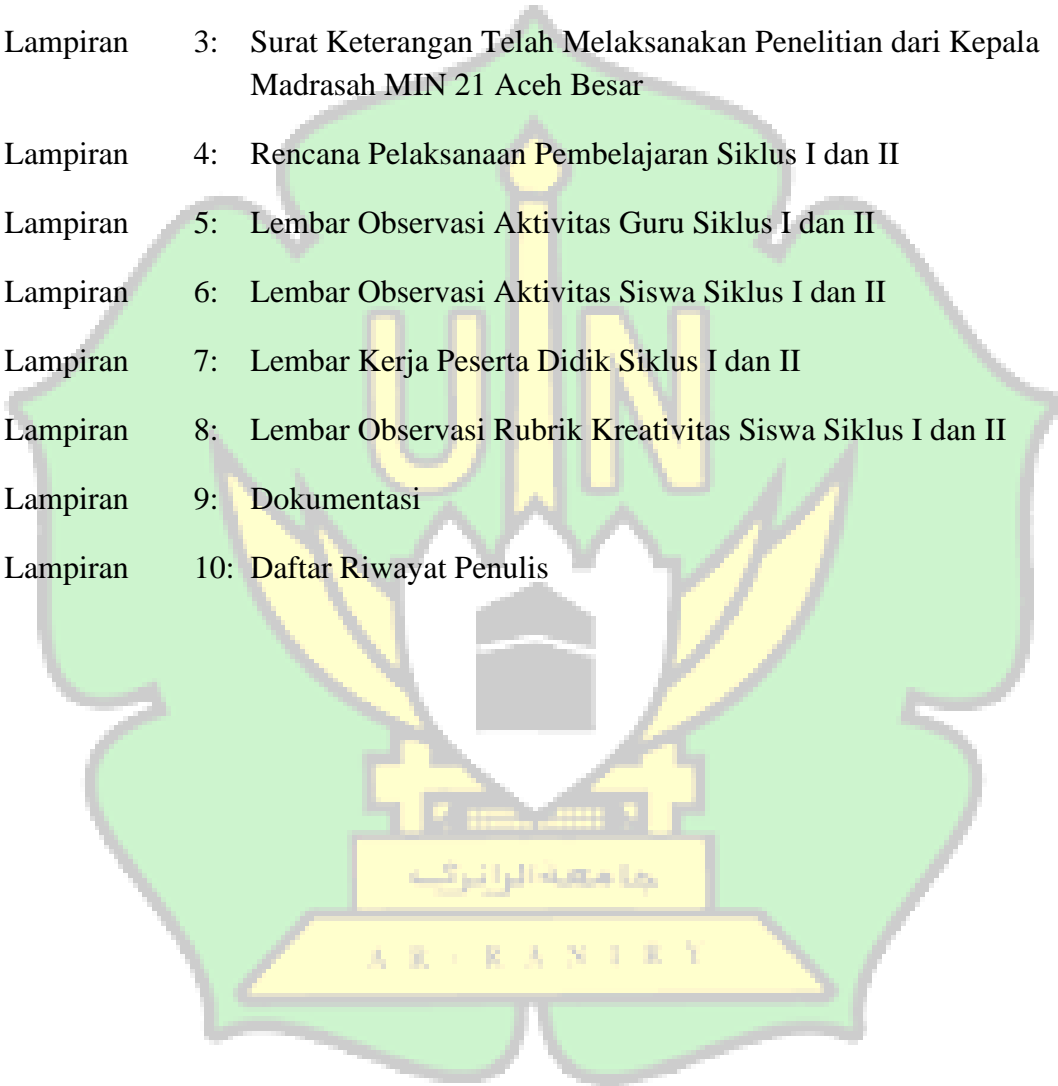 Lampiran 3: Surat Keterangan Telah Melaksanakan Penelitian dari Kepala
Madrasah MIN 21 Aceh Besar
Lampiran 4: Rencana Pelaksanaan Pembelajaran Siklus I dan II
Lampiran 5: Lembar Observasi Aktivitas Guru Siklus I dan II
Lampiran 6: Lembar Observasi Aktivitas Siswa Siklus I dan II
Lampiran 7: Lembar Kerja Peserta Didik Siklus I dan II
Lampiran 8: Lembar Observasi Rubrik Kreativitas Siswa Siklus I dan II
Lampiran 9: Dokumentasi
Lampiran 10: Daftar Riwayat Penulis
UIN
جامعة الرانري
AR-RANIRY